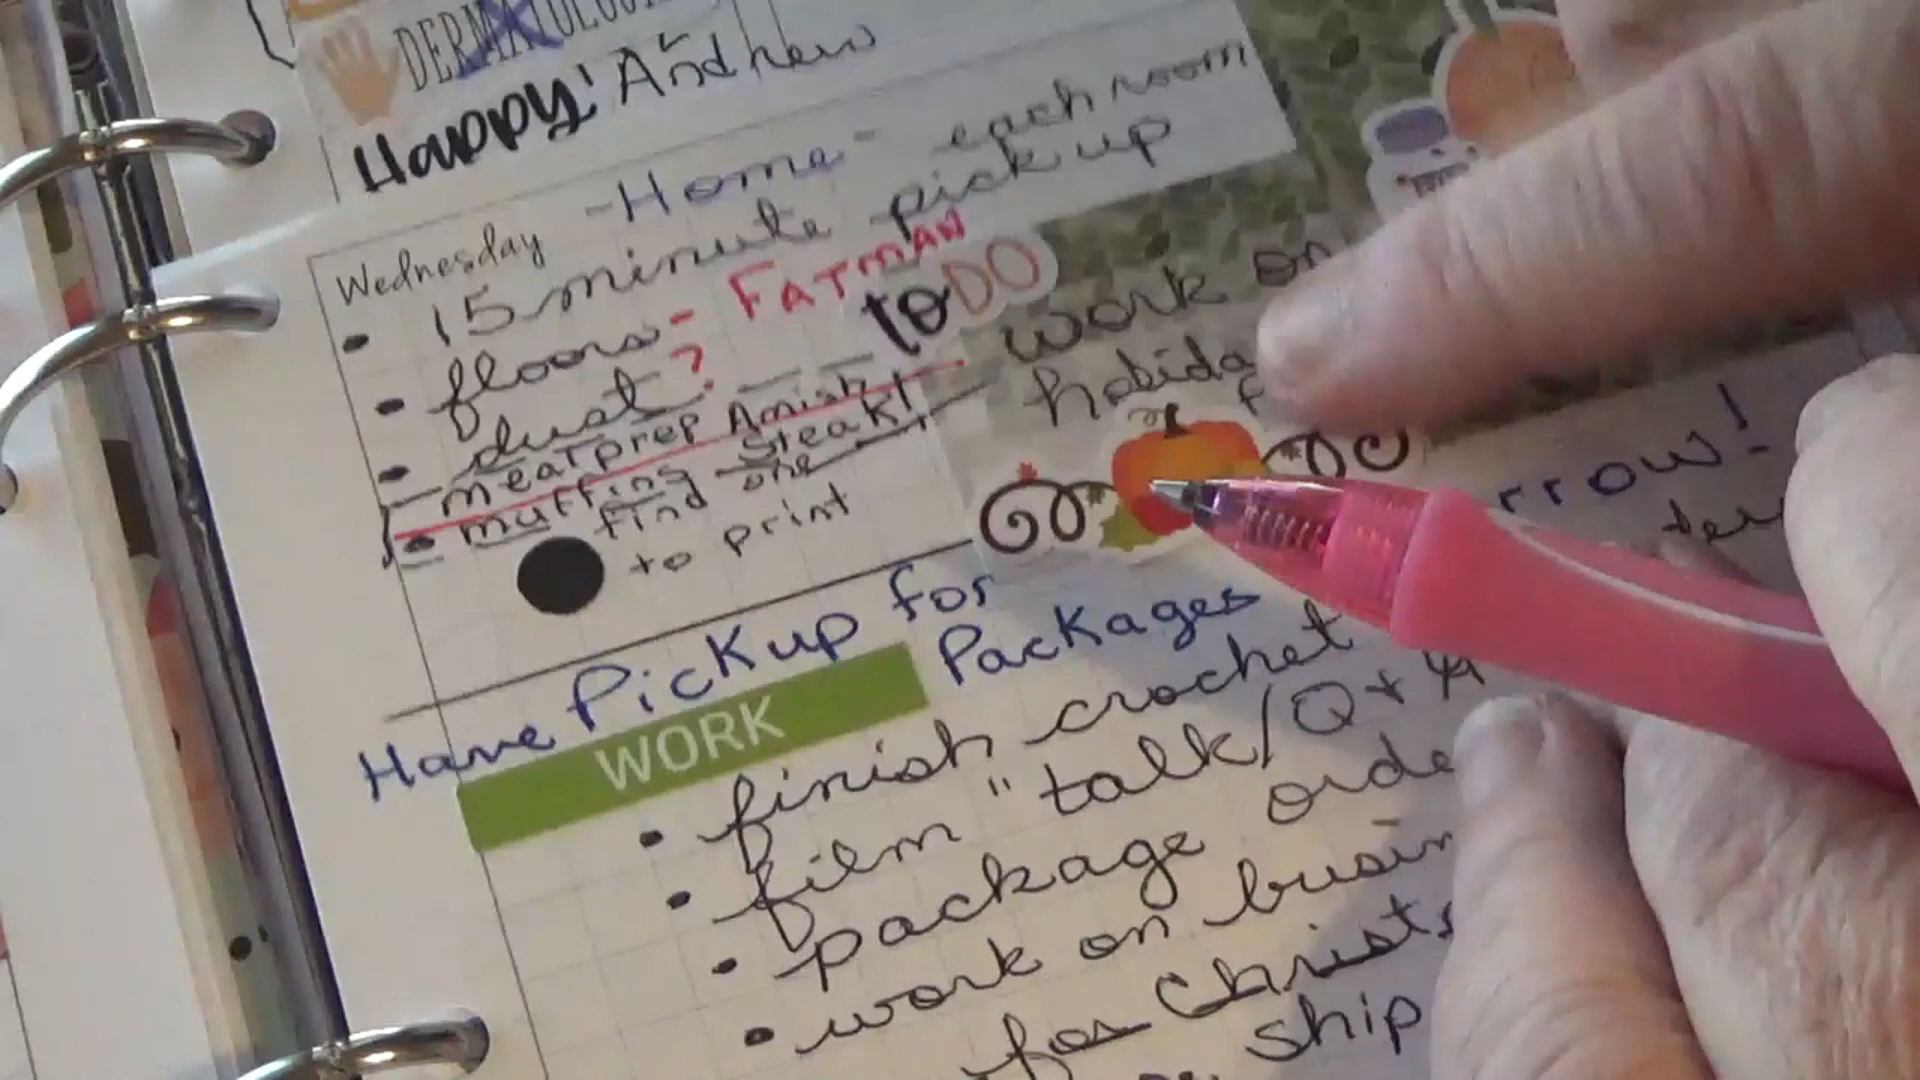 DERMATOLOGI
Happy! Andrew
-Home- each room
Wednesday
• 15 minute pick up
• floors - FATMAN
to DO
work on
• dust?
holida
meatprep Amish
• muffins steak
find one
to print
rrow!
Have PickUp for
Packages
WORK
• finish crochet
• film "talk/Q+A
• package orde
• work on busin
for Christ
ship